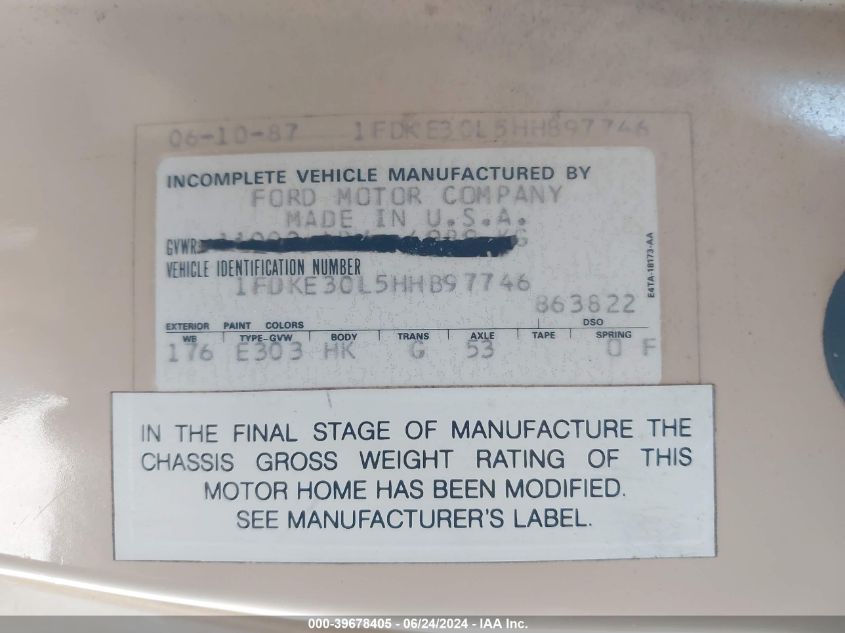 06-10-87 1FDKE30L5HHB97746
INCOMPLETE VEHICLE MANUFACTURED BY
FORD MOTOR COMPANY
MADE IN U.S.A.
GVWR: KG
VEHICLE IDENTIFICATION NUMBER
1FDKE30L5HHB97746
E4TA-18173-AA
863822
EXTERIOR PAINT COLORS DSO
WB TYPE-GVW BODY TRANS AXLE TAPE SPRING
176 E303 HK G 53 0 F
IN THE FINAL STAGE OF MANUFACTURE THE
CHASSIS GROSS WEIGHT RATING OF THIS
MOTOR HOME HAS BEEN MODIFIED.
SEE MANUFACTURER'S LABEL.
000-39678405 - 06/24/2024 - IAA Inc.